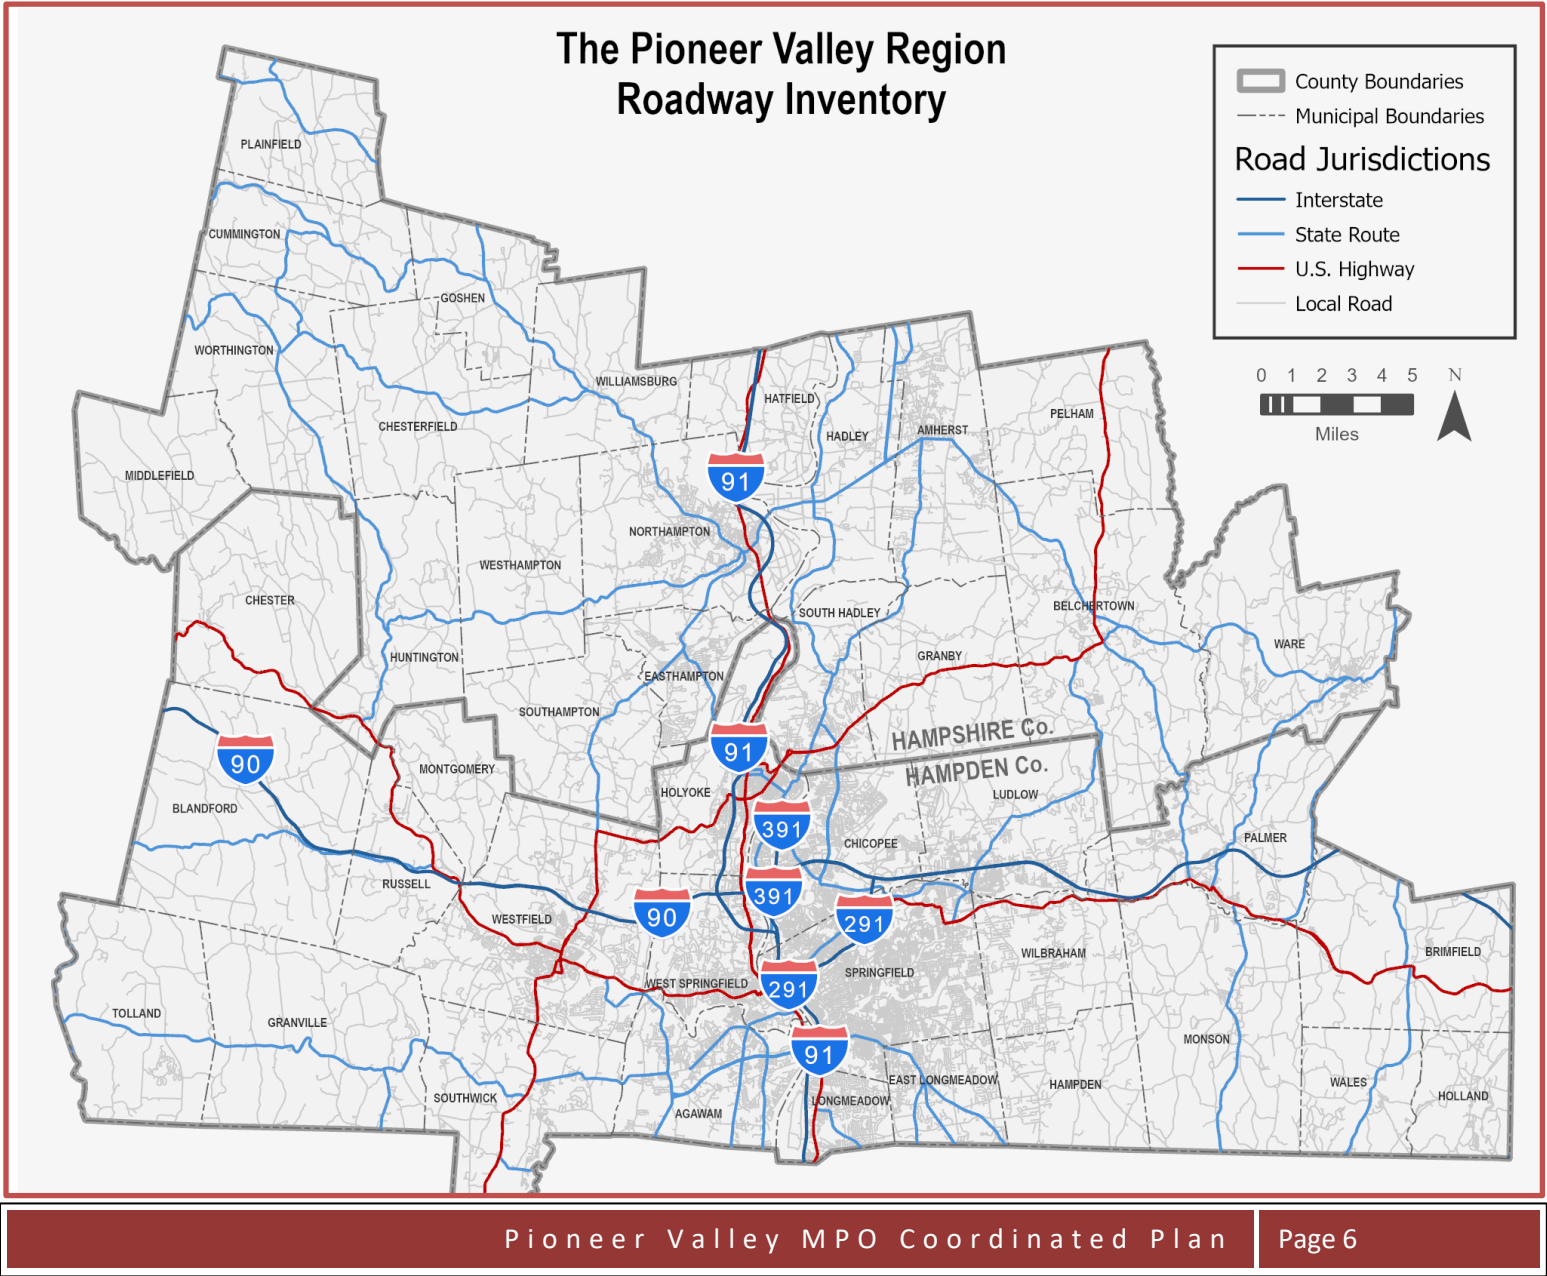 The Pioneer Valley Region
Roadway Inventory
County Boundaries
Municipal Boundaries
Road Jurisdictions
Interstate
State Route
U.S. Highway
Local Road
0 1 2 3 4 5 N
Miles
PLAINFIELD
CUMMINGTON
GOSHEN
WORTHINGTON
WILLIAMSBURG
HATFIELD
PELHAM
CHESTERFIELD
HADLEY
AMHERST
MIDDLEFIELD
91
NORTHAMPTON
WESTHAMPTON
CHESTER
BELCHERTOWN
SOUTH HADLEY
WARE
HUNTINGTON
GRANBY
EASTHAMPTON
SOUTHAMPTON
HAMPSHIRE Co.
91
90
MONTGOMERY
HAMPDEN Co.
HOLYOKE
LUDLOW
BLANDFORD
391
CHICOPEE
PALMER
RUSSELL
391
90
WESTFIELD
291
WILBRAHAM
BRIMFIELD
SPRINGFIELD
WEST SPRINGFIELD
291
TOLLAND
GRANVILLE
MONSON
91
EAST LONGMEADOW
HAMPDEN
WALES
SOUTHWICK
HOLLAND
LONGMEADOW
AGAWAM
Pioneer Valley MPO Coordinated Plan Page 6